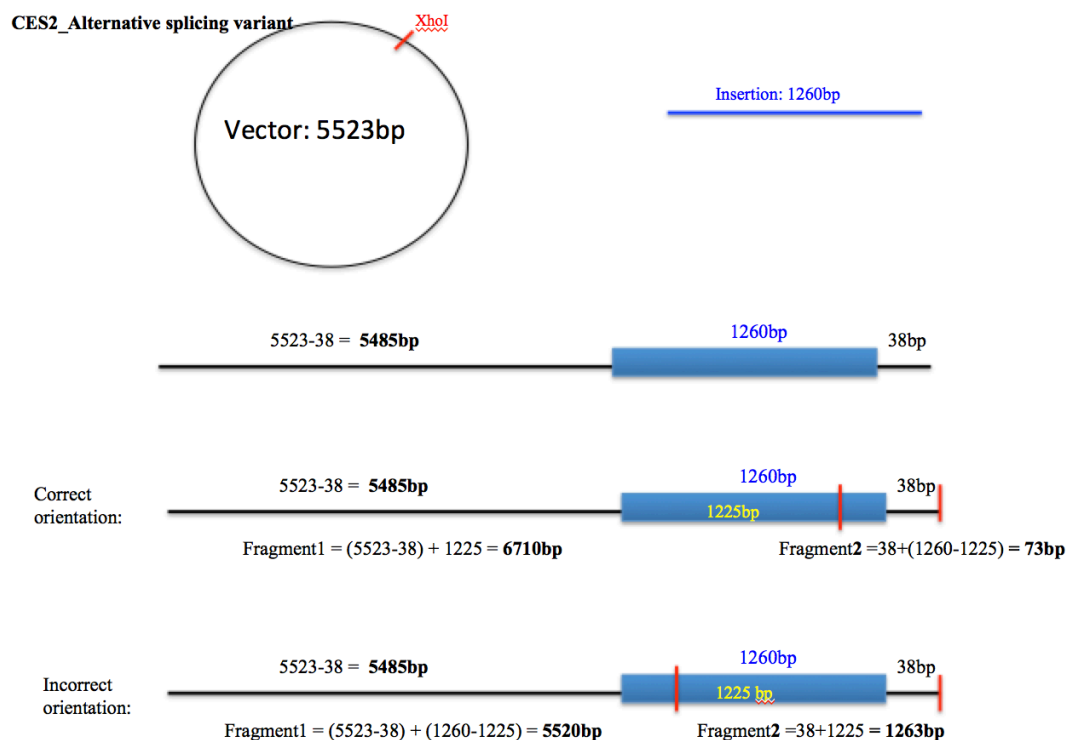 CES2_Alternative splicing variant
XhoI
Insertion: 1260bp
Vector: 5523bp
5523-38 = 5485bp
1260bp
38bp
5523-38 = 5485bp
1260bp
38bp
Correct
orientation:
1225bp
Fragment1 = (5523-38) + 1225 = 6710bp
Fragment2 =38+(1260-1225) = 73bp
5523-38 = 5485bp
1260bp
38bp
Incorrect
orientation:
1225 bp
Fragment1 = (5523-38) + (1260-1225) = 5520bp
Fragment2 =38+1225 = 1263bp